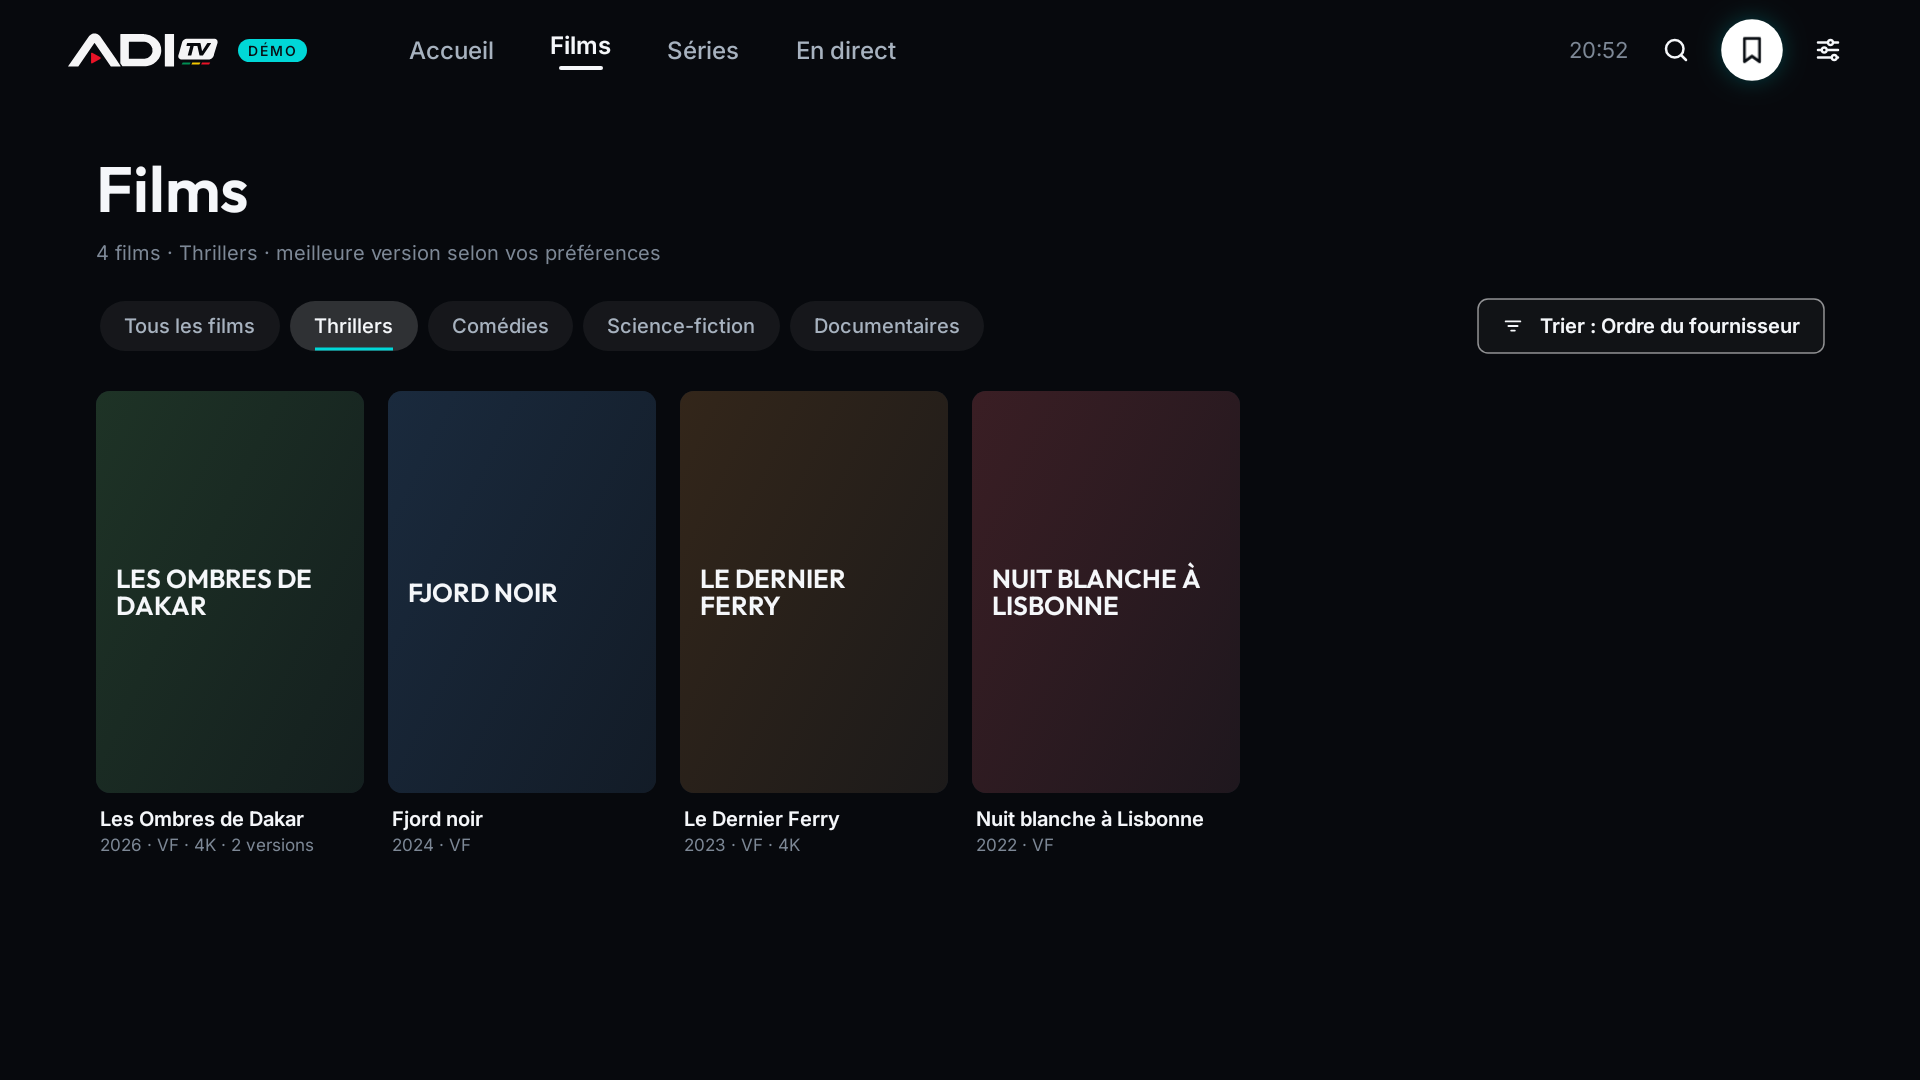 ADI TV DÉMO Accueil Films Séries En direct 20:52
Films
4 films · Thrillers · meilleure version selon vos préférences
Tous les films Thrillers Comédies Science-fiction Documentaires Trier : Ordre du fournisseur
LES OMBRES DE
DAKAR
FJORD NOIR
LE DERNIER
FERRY
NUIT BLANCHE À
LISBONNE
Les Ombres de Dakar
2026 · VF · 4K · 2 versions
Fjord noir
2024 · VF
Le Dernier Ferry
2023 · VF · 4K
Nuit blanche à Lisbonne
2022 · VF